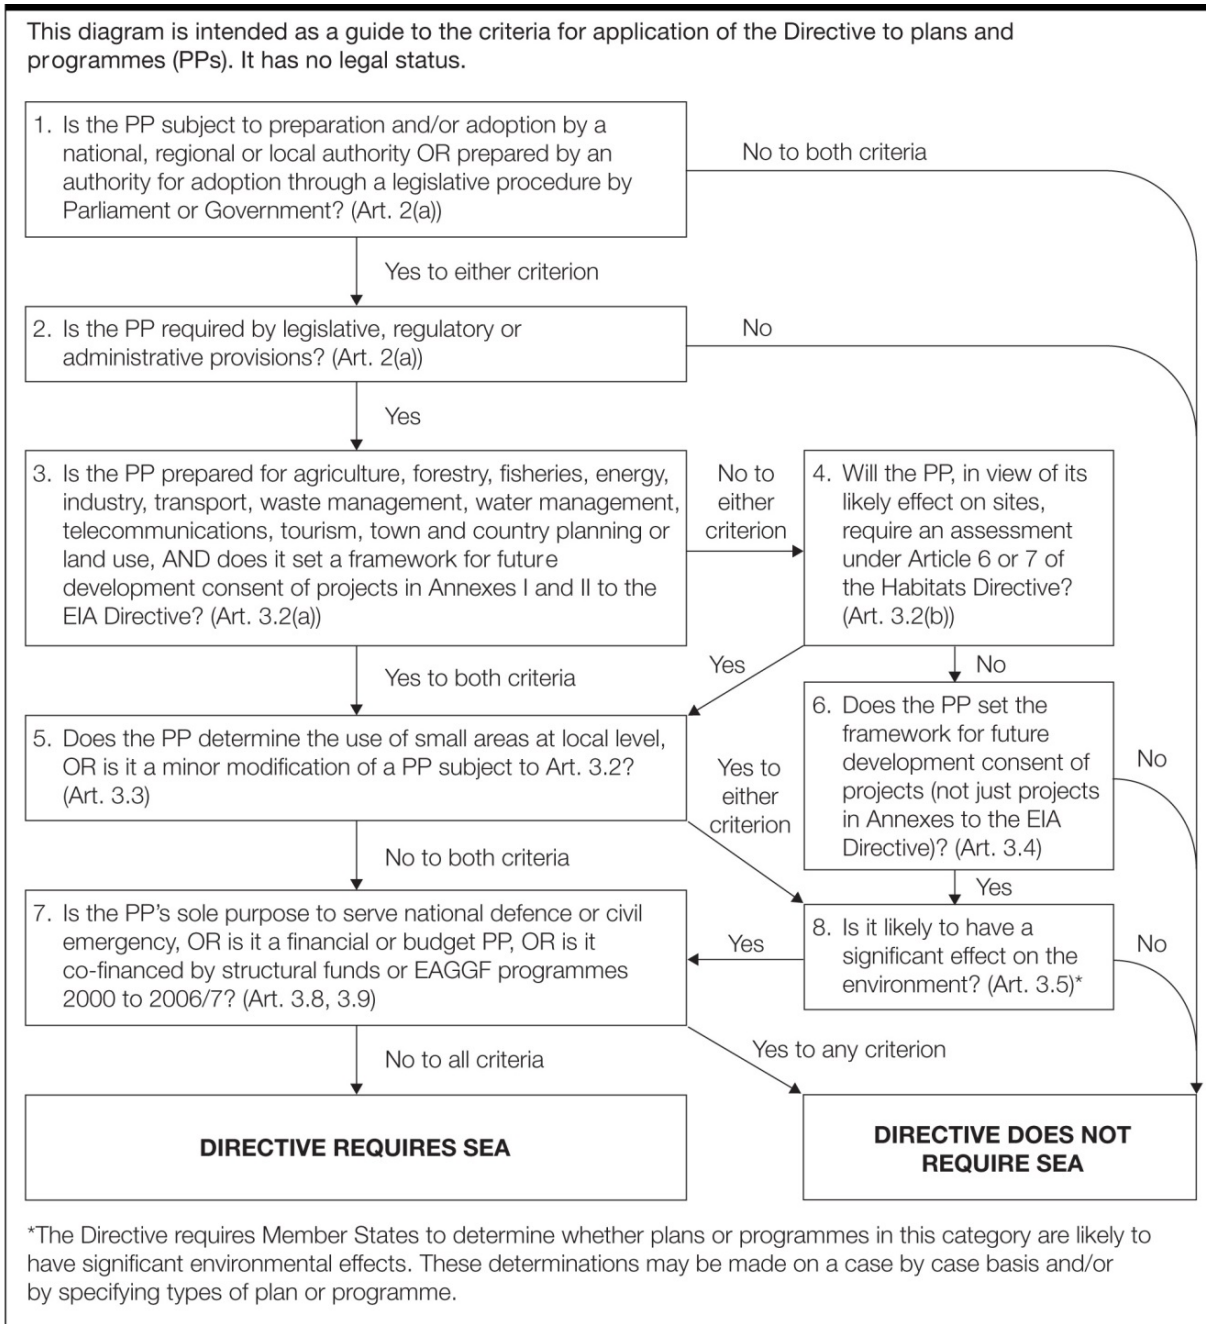 This diagram is intended as a guide to the criteria for application of the Directive to plans and
programmes (PPs). It has no legal status.
1. Is the PP subject to preparation and/or adoption by a
national, regional or local authority OR prepared by an
authority for adoption through a legislative procedure by
Parliament or Government? (Art. 2(a))
No to both criteria
Yes to either criterion
2. Is the PP required by legislative, regulatory or
administrative provisions? (Art. 2(a))
No
Yes
3. Is the PP prepared for agriculture, forestry, fisheries, energy,
industry, transport, waste management, water management,
telecommunications, tourism, town and country planning or
land use, AND does it set a framework for future
development consent of projects in Annexes I and II to the
EIA Directive? (Art. 3.2(a))
No to
either
criterion
4. Will the PP, in view of its
likely effect on sites,
require an assessment
under Article 6 or 7 of
the Habitats Directive?
(Art. 3.2(b))
Yes to both criteria
Yes
No
5. Does the PP determine the use of small areas at local level,
OR is it a minor modification of a PP subject to Art. 3.2?
(Art. 3.3)
Yes to
either
criterion
6. Does the PP set the
framework for future
development consent of
projects (not just projects
in Annexes to the EIA
Directive)? (Art. 3.4)
No
No to both criteria
Yes
7. Is the PP’s sole purpose to serve national defence or civil
emergency, OR is it a financial or budget PP, OR is it
co-financed by structural funds or EAGGF programmes
2000 to 2006/7? (Art. 3.8, 3.9)
Yes
8. Is it likely to have a
significant effect on the
environment? (Art. 3.5)*
No
No to all criteria
Yes to any criterion
DIRECTIVE REQUIRES SEA
DIRECTIVE DOES NOT
REQUIRE SEA
*The Directive requires Member States to determine whether plans or programmes in this category are likely to
have significant environmental effects. These determinations may be made on a case by case basis and/or
by specifying types of plan or programme.